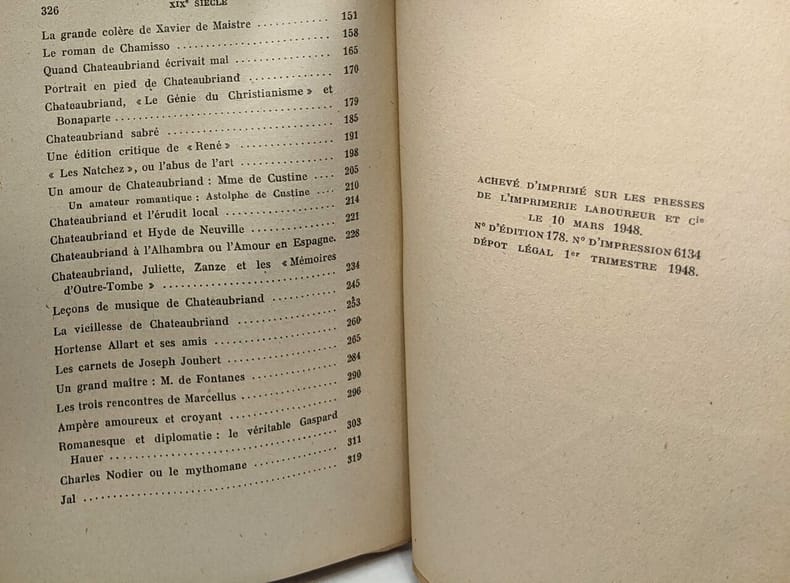 326
XIXe SIÈCLE
La grande colère de Xavier de Maistre ............ 151
Le roman de Chamisso ............ 158
Quand Chateaubriand écrivait mal ............ 165
Portrait en pied de Chateaubriand ............ 170
Chateaubriand, « Le Génie du Christianisme » et
Bonaparte ............ 179
Chateaubriand sabré ............ 185
Une édition critique de « René » ............ 191
« Les Natchez », ou l'abus de l'art ............ 198
Un amour de Chateaubriand : Mme de Custine .... 205
Un amateur romantique : Astolphe de Custine .... 210
Chateaubriand et l'érudit local ............ 214
Chateaubriand et Hyde de Neuville ............ 221
Chateaubriand à l'Alhambra ou l'Amour en Espagne. 228
Chateaubriand, Juliette, Zanze et les « Mémoires
d'Outre-Tombe » ............ 234
Leçons de musique de Chateaubriand ............ 245
La vieillesse de Chateaubriand ............ 253
Hortense Allart et ses amis ............ 260
Les carnets de Joseph Joubert ............ 265
Un grand maître : M. de Fontanes ............ 284
Les trois rencontres de Marcellus ............ 290
Ampère amoureux et croyant ............ 296
Romanesque et diplomatie : le véritable Gaspard
Hauer ............ 303
Charles Nodier ou le mythomane ............ 311
Jal ............ 319
ACHEVÉ D'IMPRIMÉ SUR LES PRESSES
DE L'IMPRIMERIE LABOUREUR ET Cie
LE 10 MARS 1948.
N° D'ÉDITION 178. N° D'IMPRESSION 6134
DÉPOT LÉGAL 1er TRIMESTRE 1948.